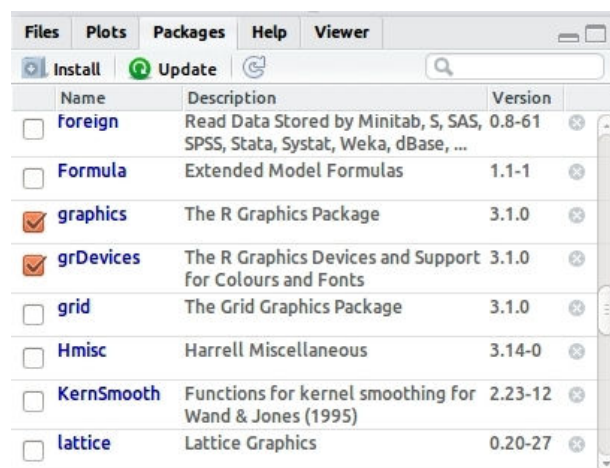 Files Plots Packages Help Viewer
Install Update
Name Description Version
foreign Read Data Stored by Minitab, S, SAS, 0.8-61
SPSS, Stata, Systat, Weka, dBase, ...
Formula Extended Model Formulas 1.1-1
graphics The R Graphics Package 3.1.0
grDevices The R Graphics Devices and Support 3.1.0
for Colours and Fonts
grid The Grid Graphics Package 3.1.0
Hmisc Harrell Miscellaneous 3.14-0
KernSmooth Functions for kernel smoothing for 2.23-12
Wand & Jones (1995)
lattice Lattice Graphics 0.20-27